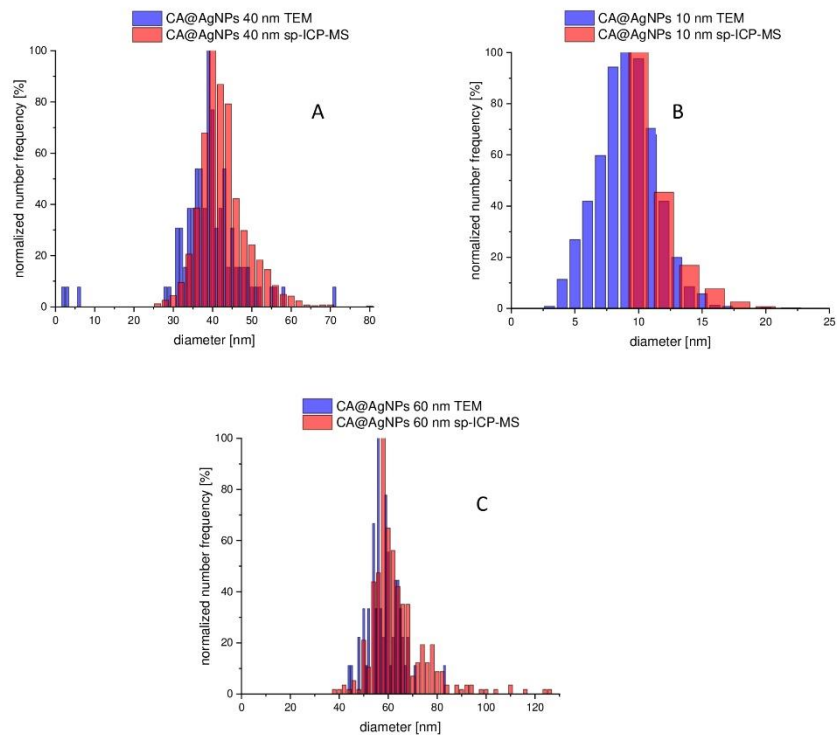 CA@AgNPs 40 nm TEM
CA@AgNPs 40 nm sp-ICP-MS
normalized number frequency [%]
100
80
60
40
20
0
A
0 10 20 30 40 50 60 70 80
diameter [nm]
CA@AgNPs 10 nm TEM
CA@AgNPs 10 nm sp-ICP-MS
normalized number frequency [%]
100
80
60
40
20
0
B
0 5 10 15 20 25
diameter [nm]
CA@AgNPs 60 nm TEM
CA@AgNPs 60 nm sp-ICP-MS
normalized number frequency [%]
100
80
60
40
20
0
C
0 20 40 60 80 100 120
diameter [nm]